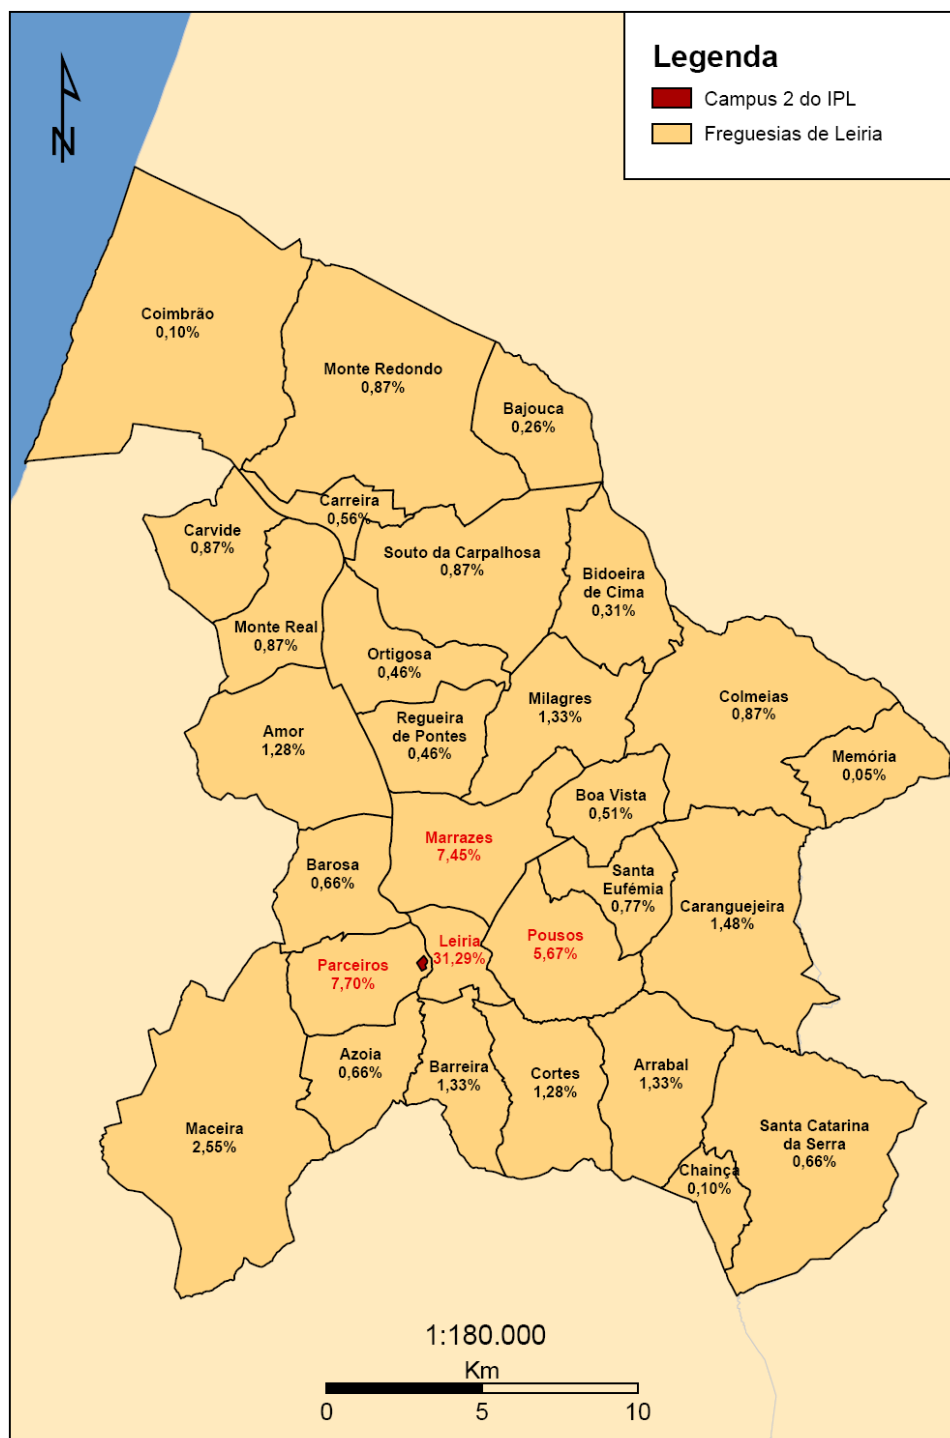 Legenda
Campus 2 do IPL
Freguesias de Leiria
N
Coimbrão
0,10%
Monte Redondo
0,87%
Bajouca
0,26%
Carreira
0,56%
Carvide
0,87%
Souto da Carpalhosa
0,87%
Bidoeira
de Cima
0,31%
Monte Real
0,87%
Ortigosa
0,46%
Milagres
1,33%
Colmeias
0,87%
Amor
1,28%
Regueira
de Pontes
0,46%
Memória
0,05%
Boa Vista
0,51%
Marrazes
7,45%
Barosa
0,66%
Santa
Eufémia
0,77%
Caranguejeira
1,48%
Leiria
31,29%
Pousos
5,67%
Parceiros
7,70%
Azoia
0,66%
Barreira
1,33%
Cortes
1,28%
Arrabal
1,33%
Maceira
2,55%
Santa Catarina
da Serra
0,66%
Chainça
0,10%
1:180.000
Km
0 5 10